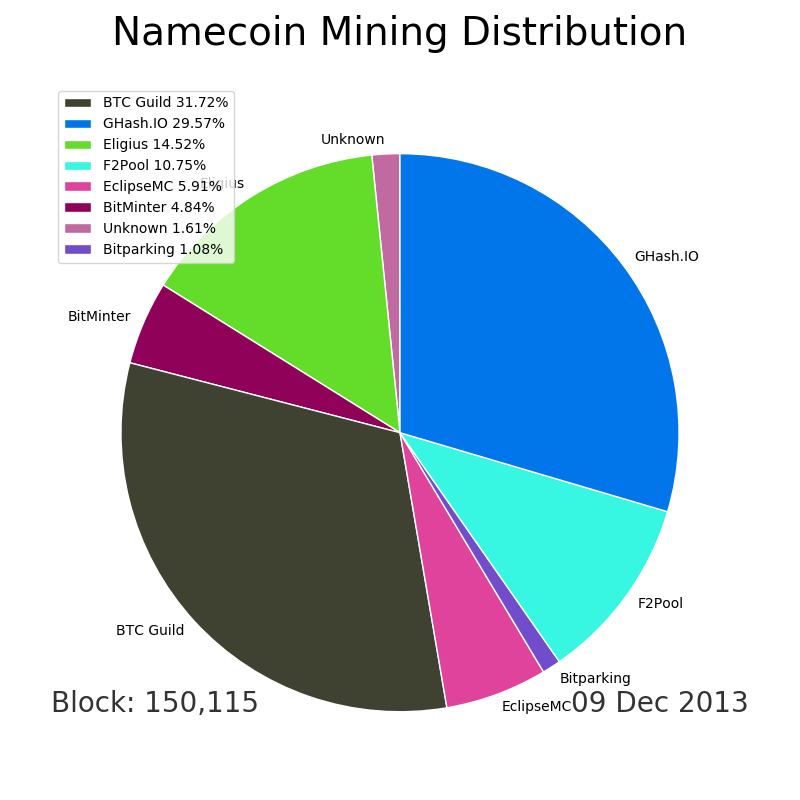 Namecoin Mining Distribution
BTC Guild 31.72%
GHash.IO 29.57%
Eligius 14.52%
F2Pool 10.75%
EclipseMC 5.91%
BitMinter 4.84%
Unknown 1.61%
Bitparking 1.08%
Unknown
Eligius
GHash.IO
BitMinter
F2Pool
BTC Guild
Bitparking
EclipseMC
Block: 150,115
09 Dec 2013